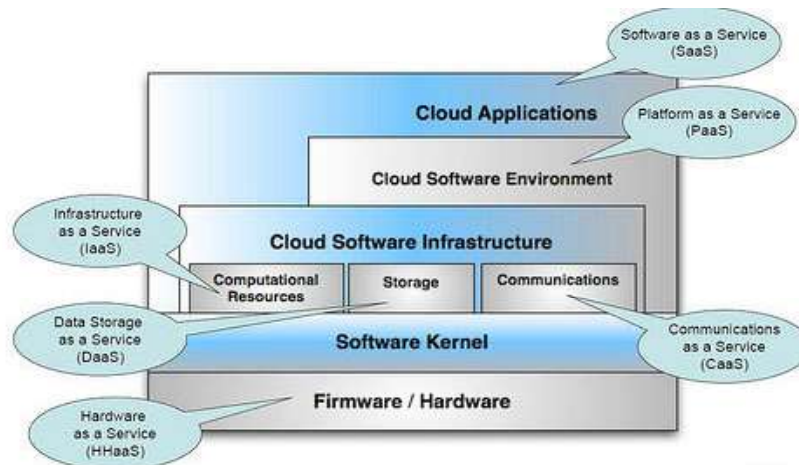 Software as a Service
(SaaS)
Cloud Applications
Platform as a Service
(PaaS)
Cloud Software Environment
Infrastructure
as a Service
(IaaS)
Cloud Software Infrastructure
Computational
Resources
Storage
Communications
Data Storage
as a Service
(DaaS)
Software Kernel
Communications
as a Service
(CaaS)
Firmware / Hardware
Hardware
as a Service
(HHaaS)